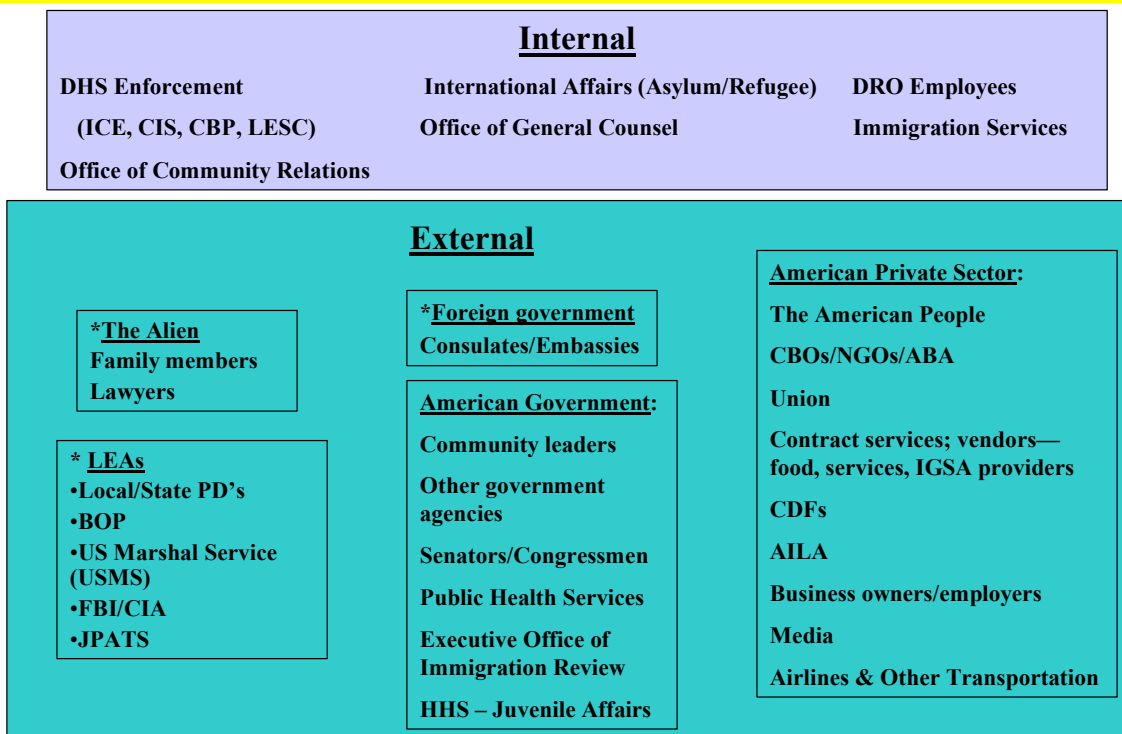 Internal
DHS Enforcement
(ICE, CIS, CBP, LESC)
Office of Community Relations
International Affairs (Asylum/Refugee)
Office of General Counsel
DRO Employees
Immigration Services
External
*The Alien
Family members
Lawyers
* LEAs
•Local/State PD’s
•BOP
•US Marshal Service
(USMS)
•FBI/CIA
•JPATS
*Foreign government
Consulates/Embassies
American Government:
Community leaders
Other government
agencies
Senators/Congressmen
Public Health Services
Executive Office of
Immigration Review
HHS – Juvenile Affairs
American Private Sector:
The American People
CBOs/NGOs/ABA
Union
Contract services; vendors—
food, services, IGSA providers
CDFs
AILA
Business owners/employers
Media
Airlines & Other Transportation